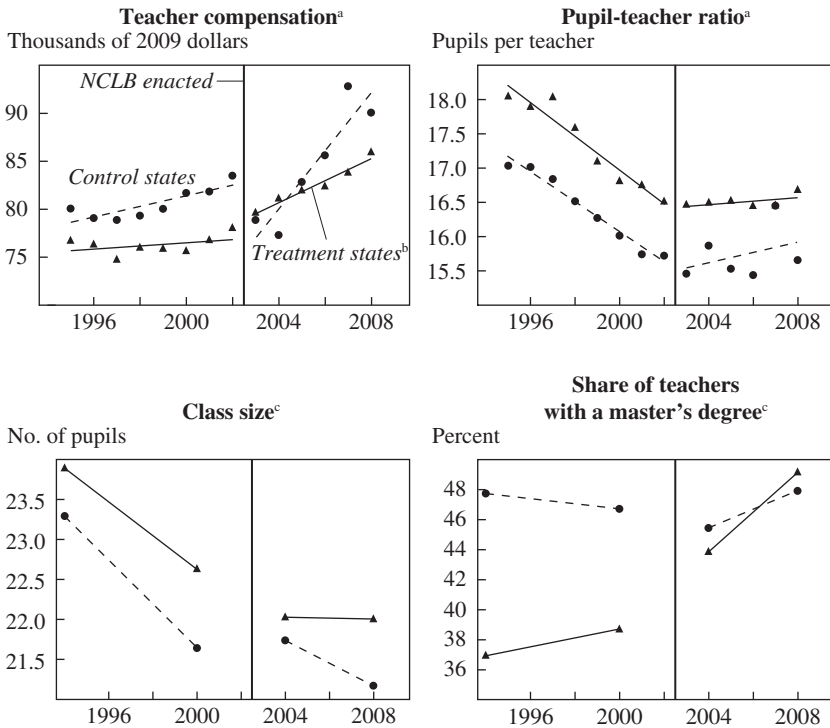 Teacher compensationᵃ
Thousands of 2009 dollars
NCLB enacted
90
85
Control states
80
75
Treatment statesᵇ
1996 2000 2004 2008
Pupil-teacher ratioᵃ
Pupils per teacher
18.0
17.5
17.0
16.5
16.0
15.5
1996 2000 2004 2008
Class sizeᶜ
No. of pupils
23.5
23.0
22.5
22.0
21.5
1996 2000 2004 2008
Share of teachers
with a master’s degreeᶜ
Percent
48
46
44
42
40
38
36
1996 2000 2004 2008